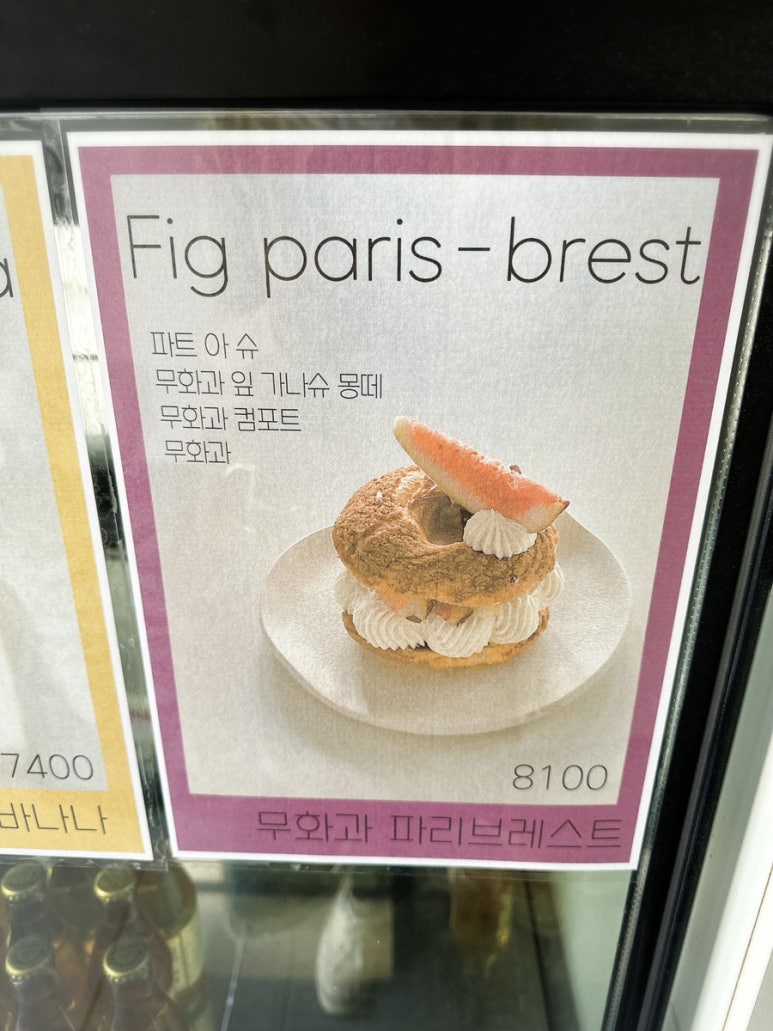 Fig paris-brest
파트 아 슈
무화과 잎 가나슈 몽떼
무화과 컴포트
무화과
8100
무화과 파리브레스트
7400
바나나